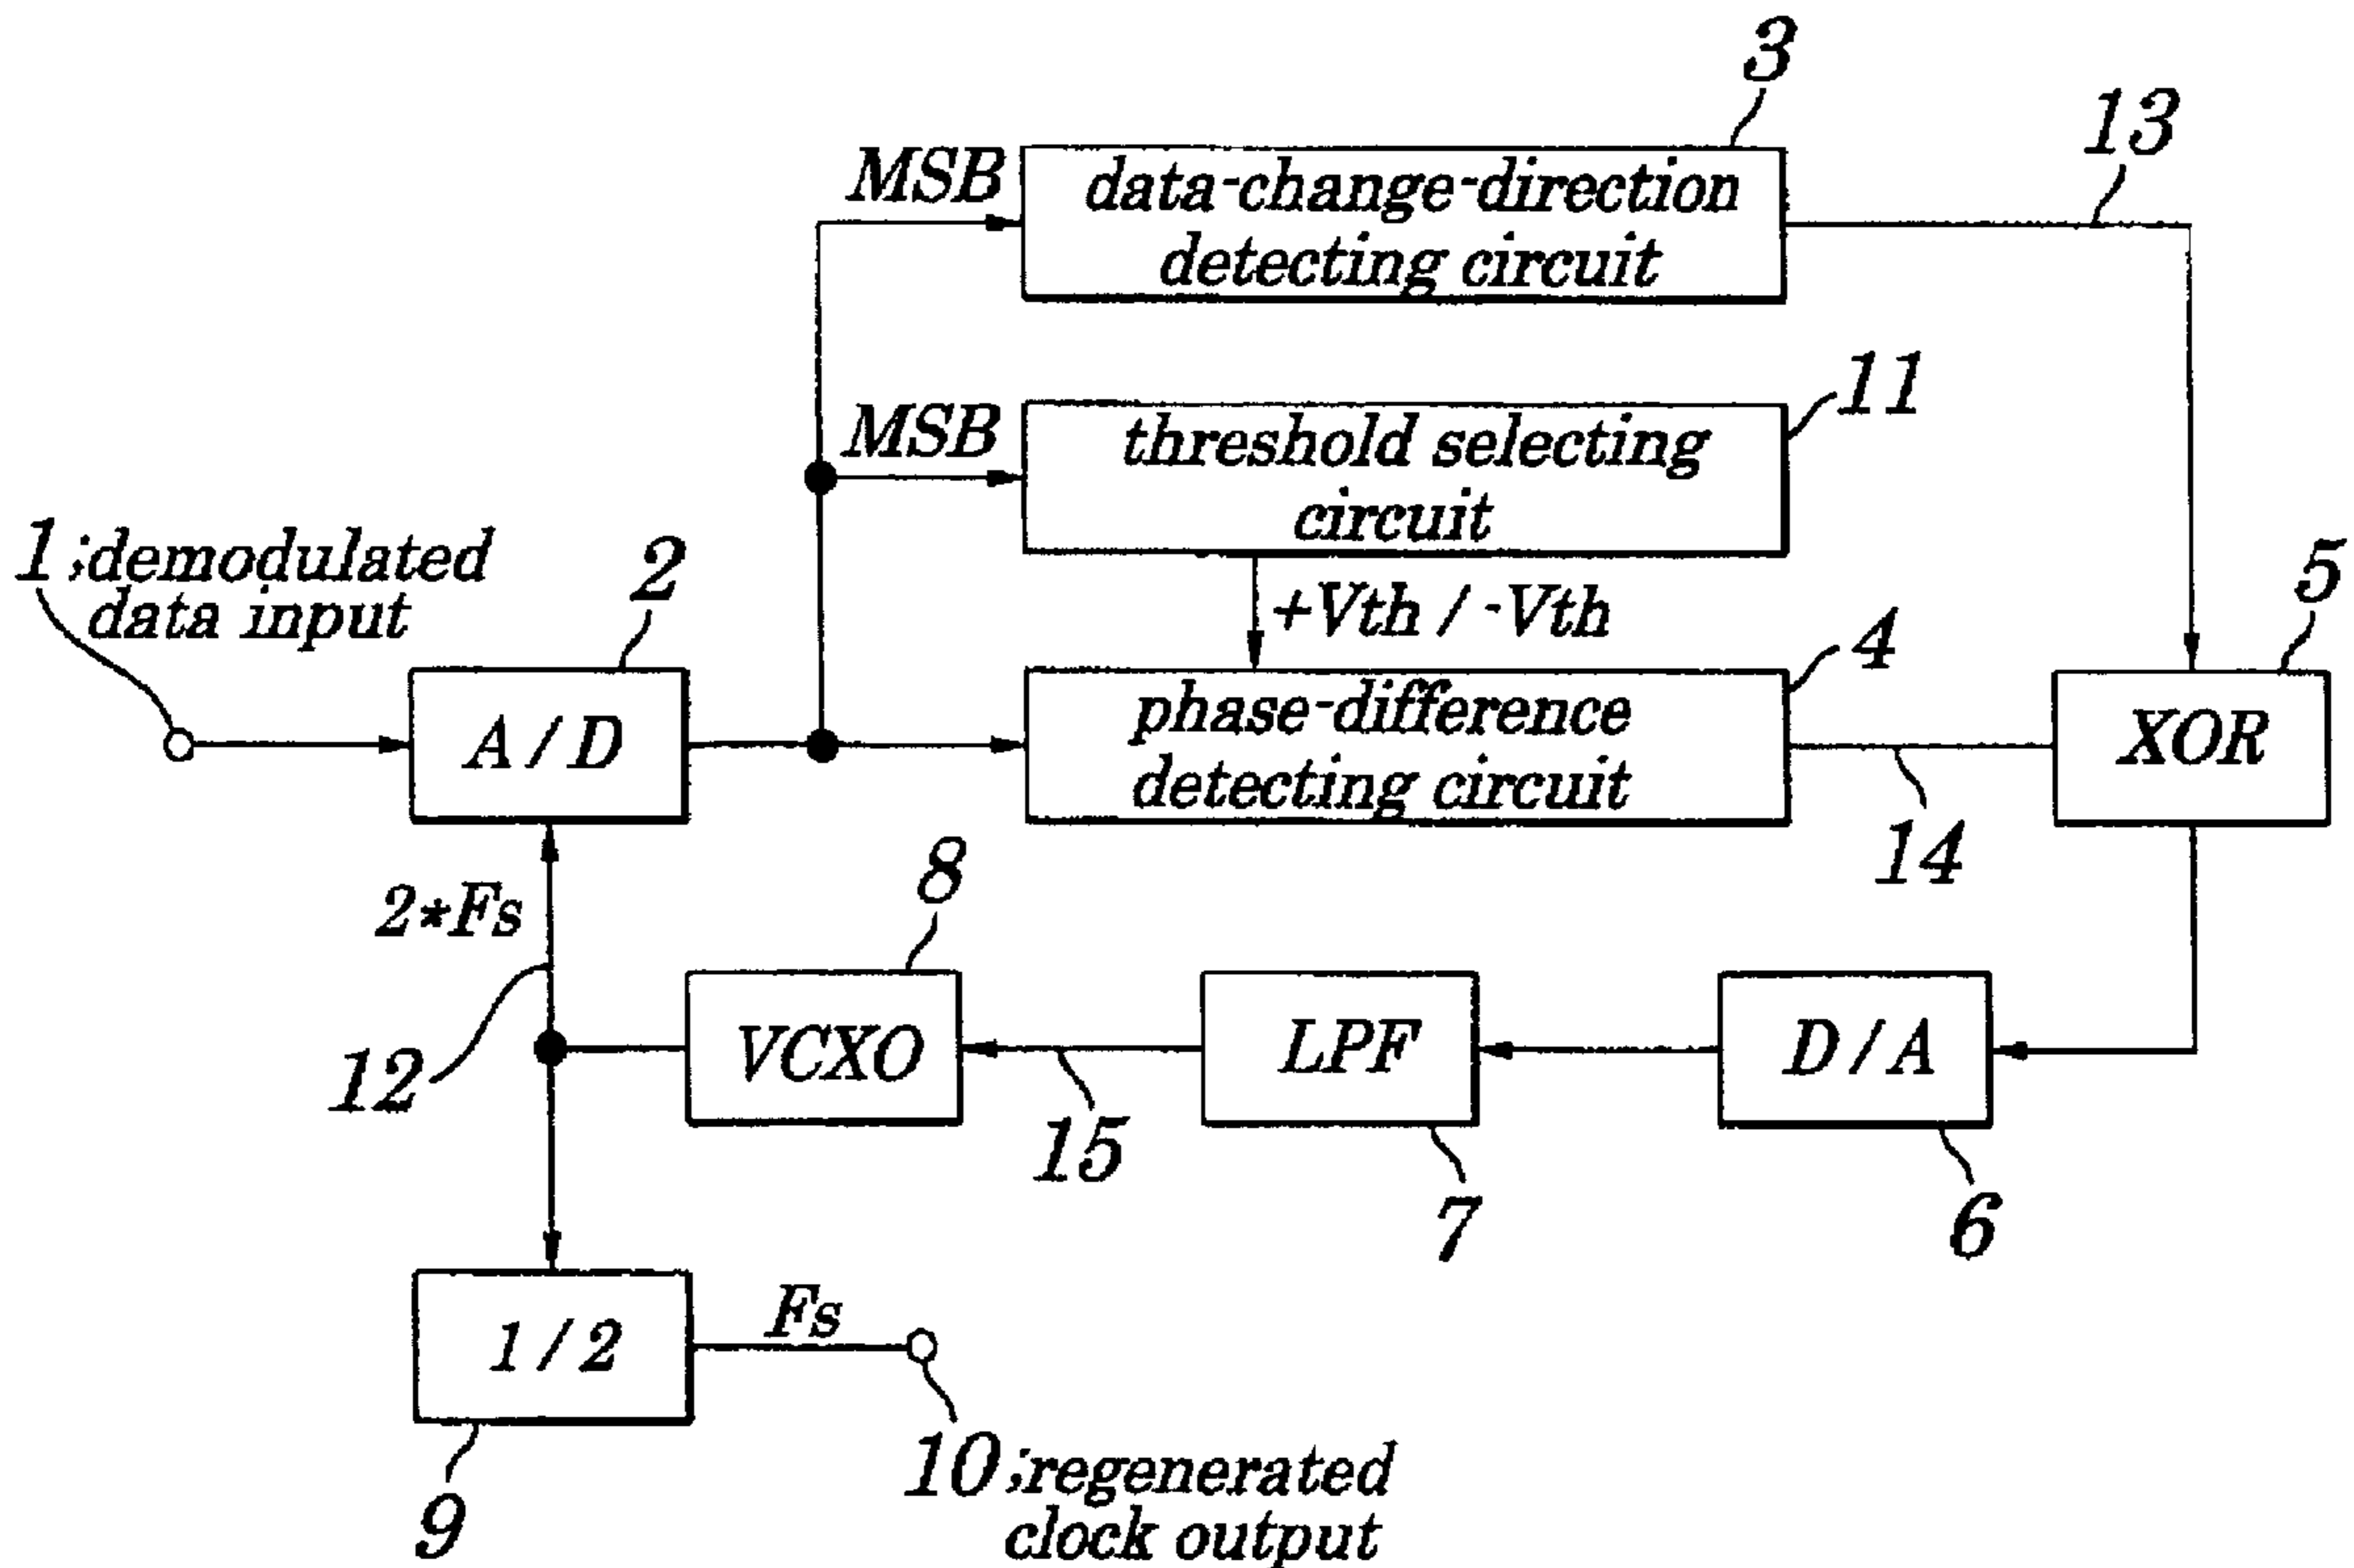 3
13
MSB
data-change-direction
detecting circuit
11
MSB
threshold selecting
circuit
1 ;demodulated
data input
2
+Vth / -Vth
4
5
A/D
phase-difference
detecting circuit
XOR
14
2*Fs
8
12
VCXO
15
LPF
7
D/A
6
1/2
Fs
9
10 ;regenerated
clock output